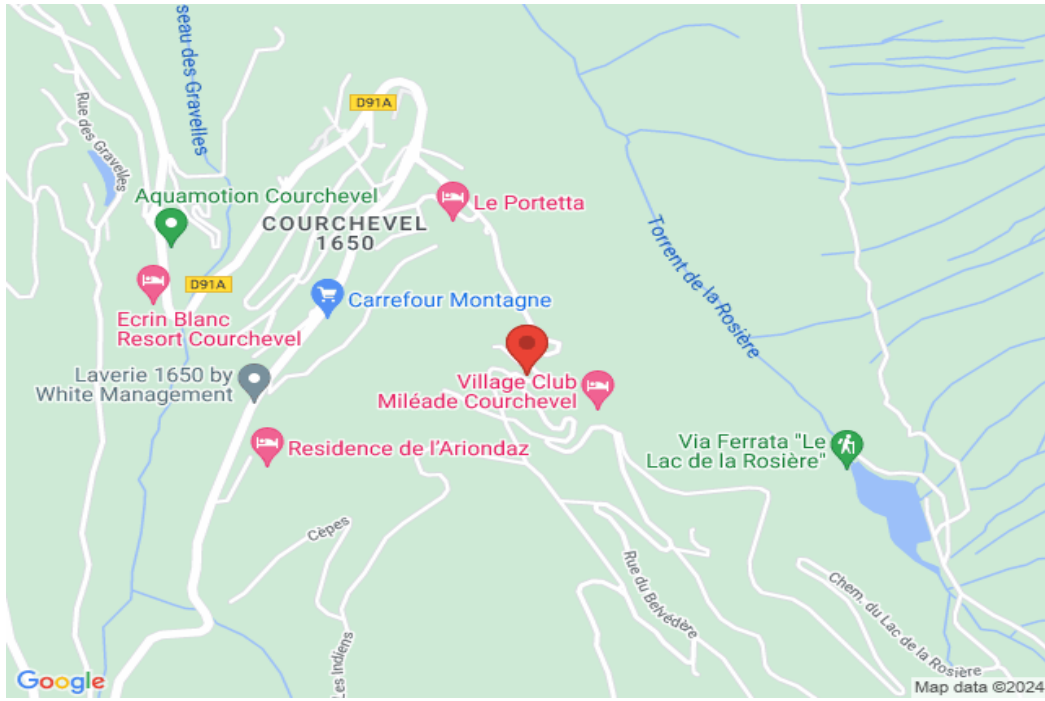 seau des Gravelles
Rue des Gravelles
D91A
Aquamotion Courchevel
COURCHEVEL
1650
Le Portetta
D91A
Ecrin Blanc
Resort Courchevel
Carrefour Montagne
Torrent de la Rosière
Laverie 1650 by
White Management
Village Club
Miléade Courchevel
Residence de l'Ariondaz
Via Ferrata "Le
Lac de la Rosière"
Cèpes
Les Indiens
Rue du Belvédère
Chem. du Lac de la Rosière
Google
Map data ©2024